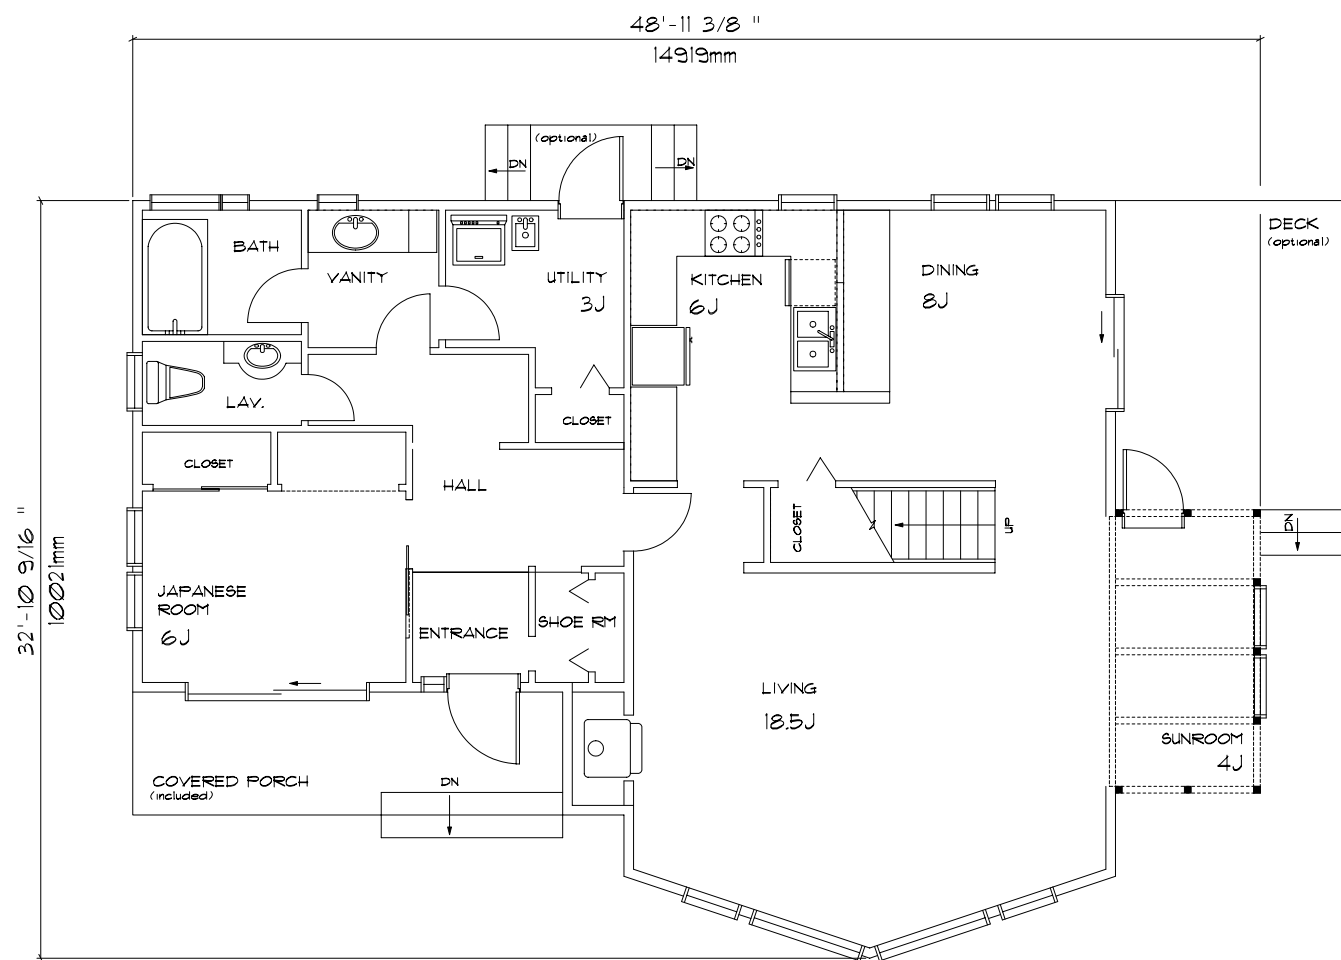 48'-11 3/8 "
14919mm
(optional)
DN
DN
DECK
(optional)
BATH
VANITY
UTILITY
3J
KITCHEN
6J
DINING
8J
LAV.
CLOSET
CLOSET
HALL
CLOSET
UP
DN
32'-10 9/16 "
10021mm
JAPANESE
ROOM
6J
ENTRANCE
SHOE RM
LIVING
18.5J
SUNROOM
4J
COVERED PORCH
(included)
DN